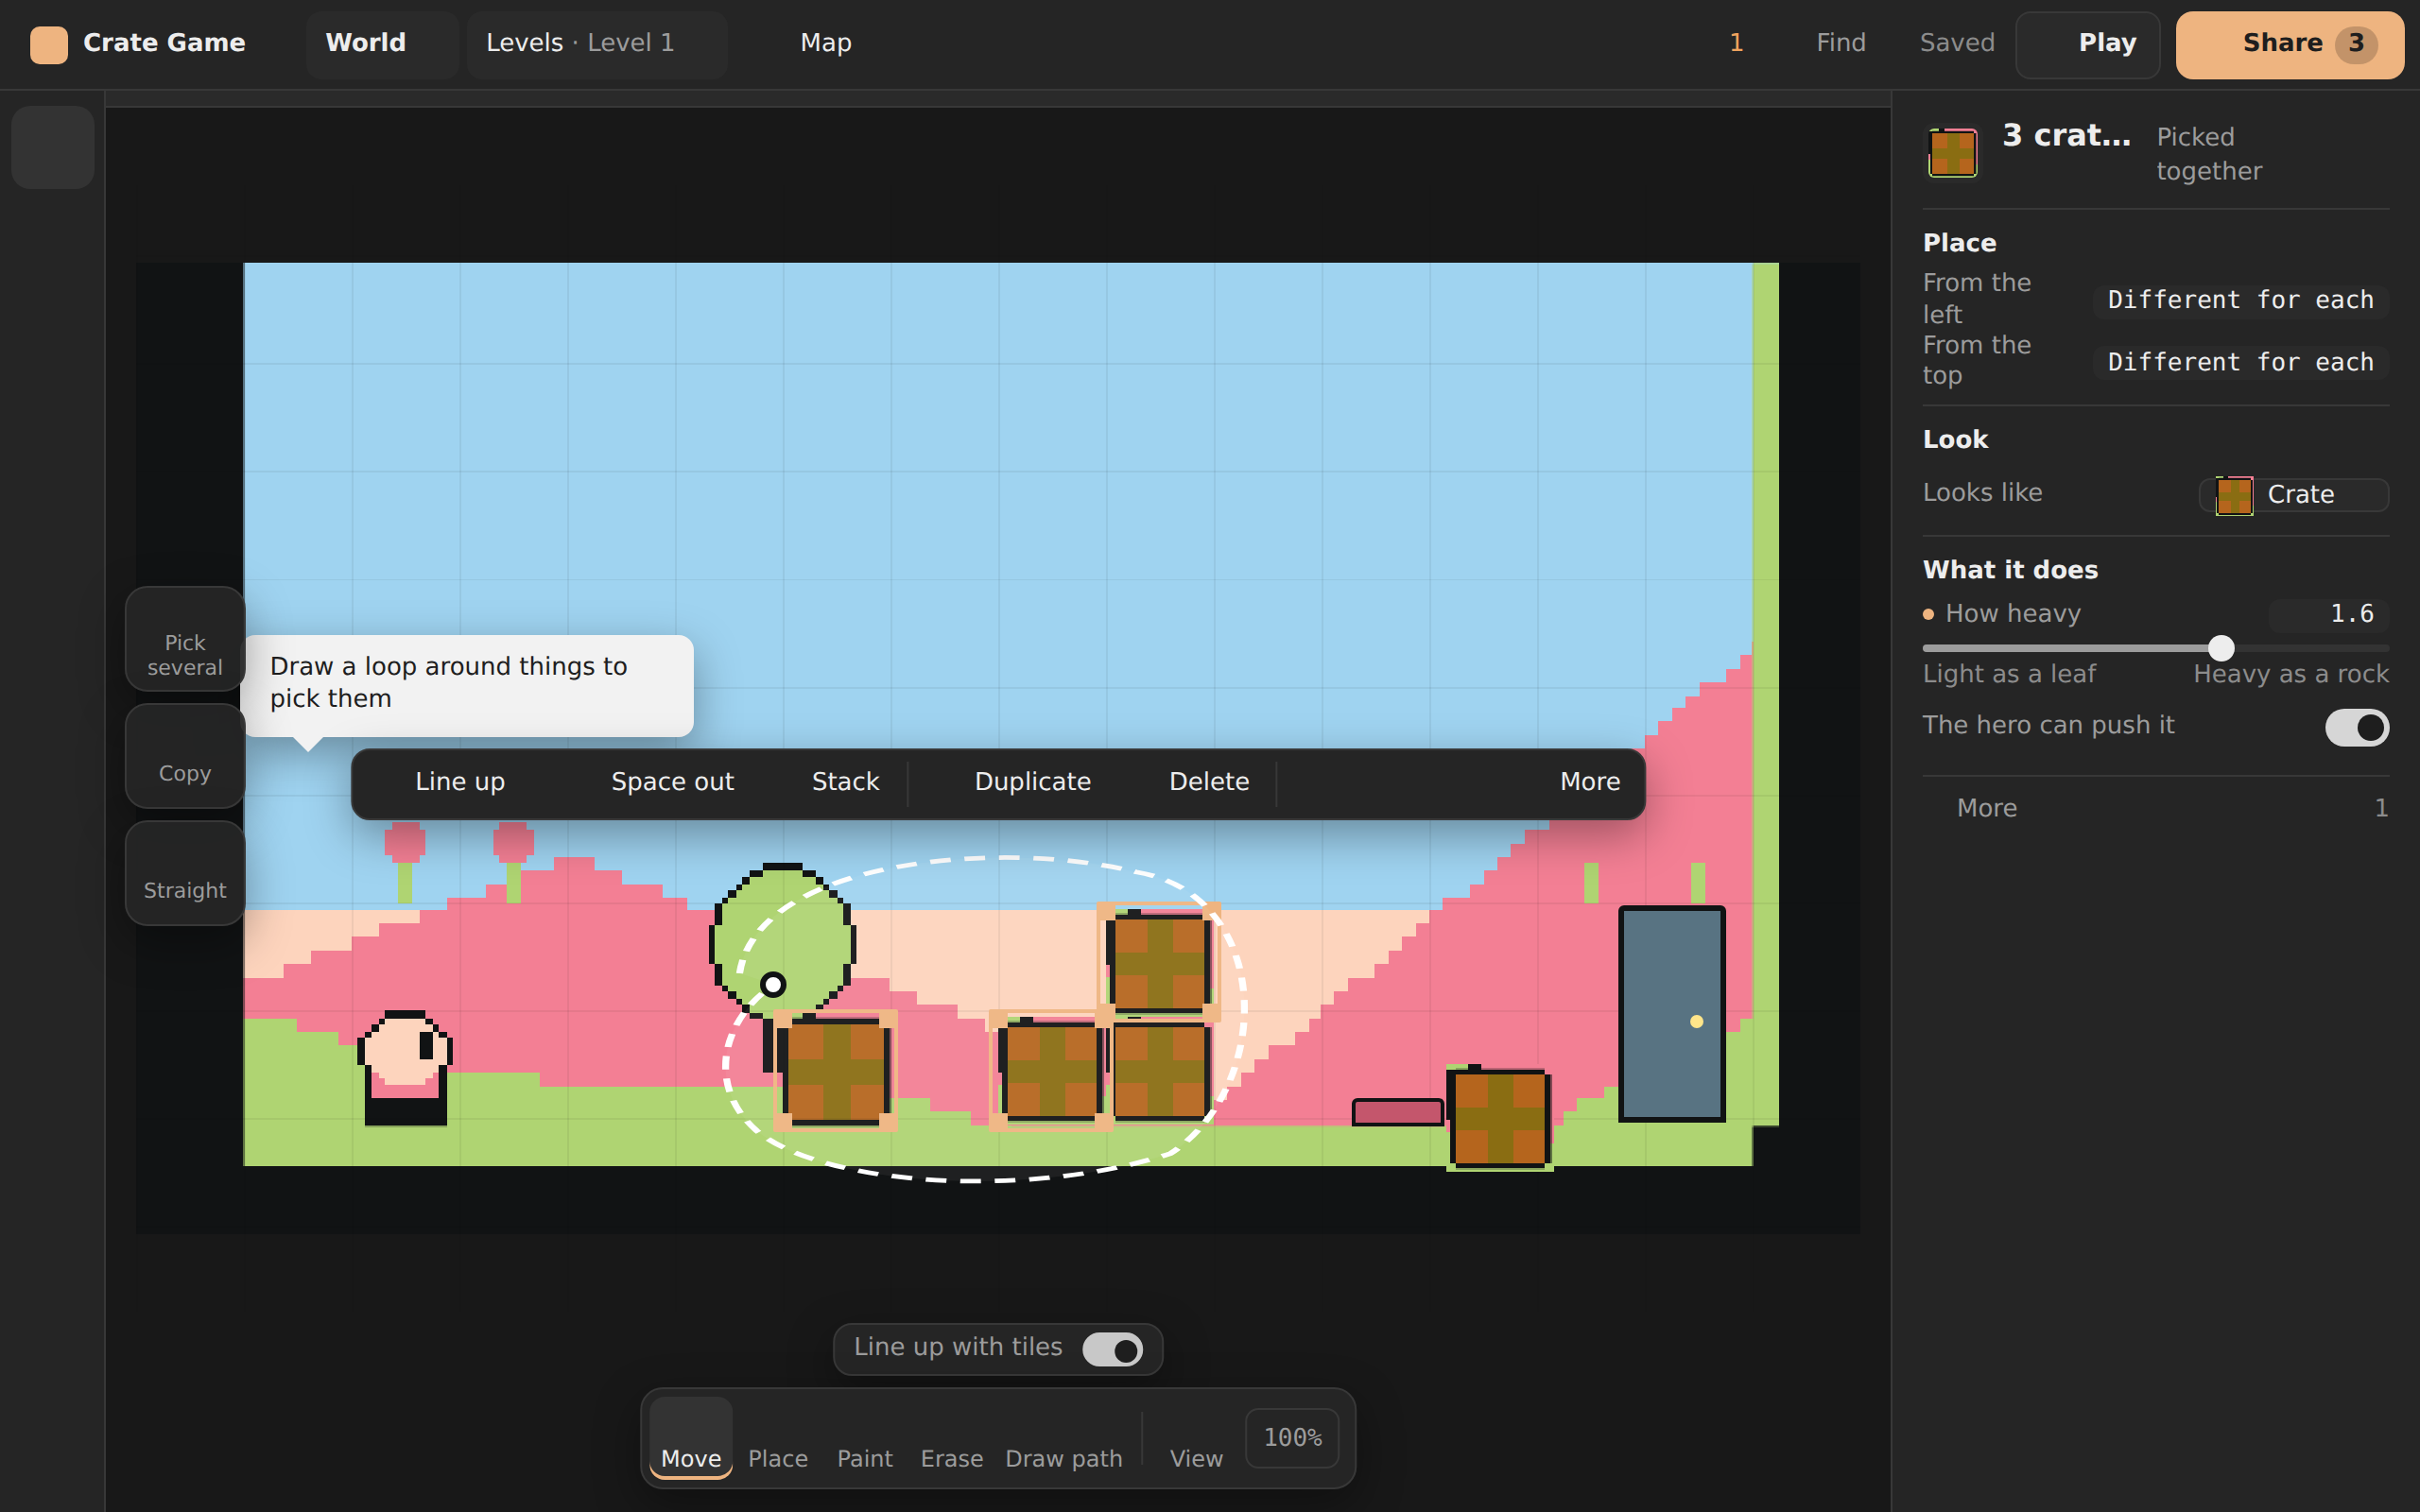 Crate Game
World
Levels · Level 1
Map
1
Find
Saved
Play
Share 3
3 crat…
Picked
together
Place
From the
left
Different for each
From the
top
Different for each
Look
Looks like
Crate
What it does
How heavy
1.6
Light as a leaf
Heavy as a rock
The hero can push it
More
1
Pick
several
Copy
Straight
Draw a loop around things to
pick them
Line up
Space out
Stack
Duplicate
Delete
More
Line up with tiles
Move
Place
Paint
Erase
Draw path
View
100%